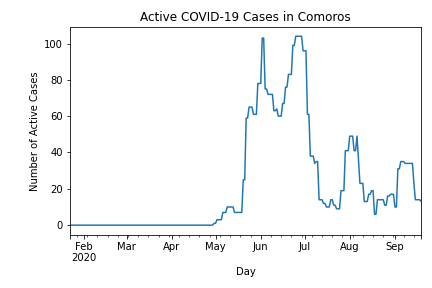 Active COVID-19 Cases in Comoros
Number of Active Cases
100
80
60
40
20
0
Feb Mar Apr May Jun Jul Aug Sep
2020
Day